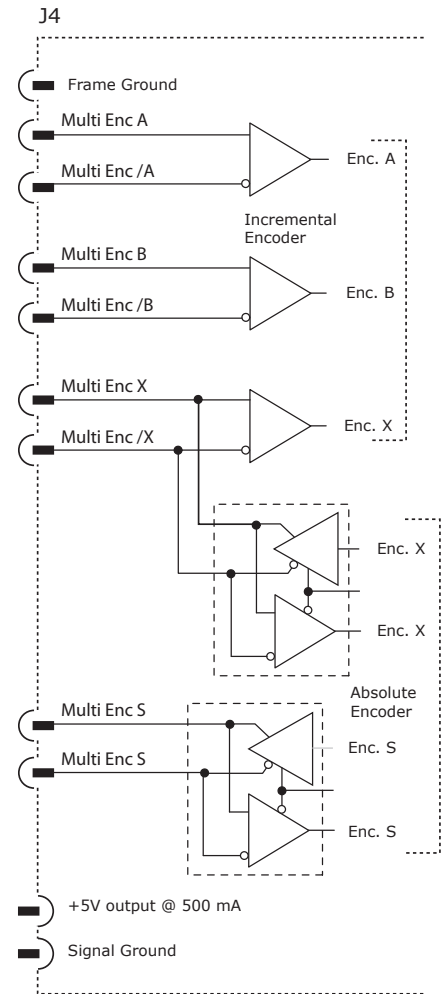 J4
Frame Ground
Multi Enc A
Enc. A
Multi Enc /A
Incremental
Encoder
Multi Enc B
Enc. B
Multi Enc /B
Multi Enc X
Enc. X
Multi Enc /X
Enc. X
Enc. X
Absolute
Encoder
Multi Enc S
Enc. S
Multi Enc S
Enc. S
+5V output @ 500 mA
Signal Ground